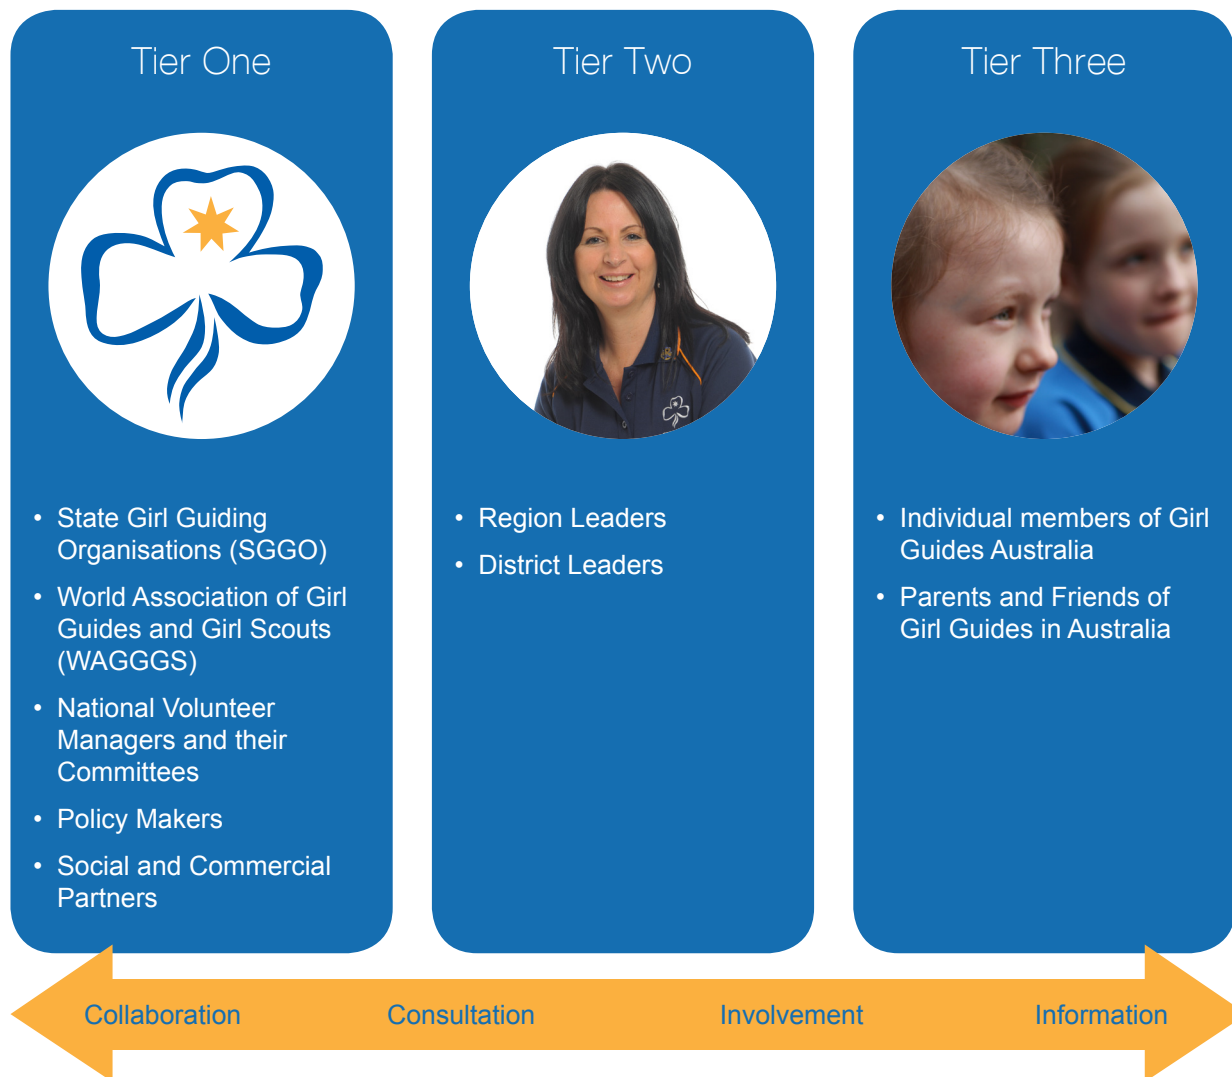 Tier One
• State Girl Guiding
Organisations (SGGO)
• World Association of Girl
Guides and Girl Scouts
(WAGGGS)
• National Volunteer
Managers and their
Committees
• Policy Makers
• Social and Commercial
Partners
Tier Two
• Region Leaders
• District Leaders
Tier Three
• Individual members of Girl
Guides Australia
• Parents and Friends of
Girl Guides in Australia
Collaboration Consultation Involvement Information